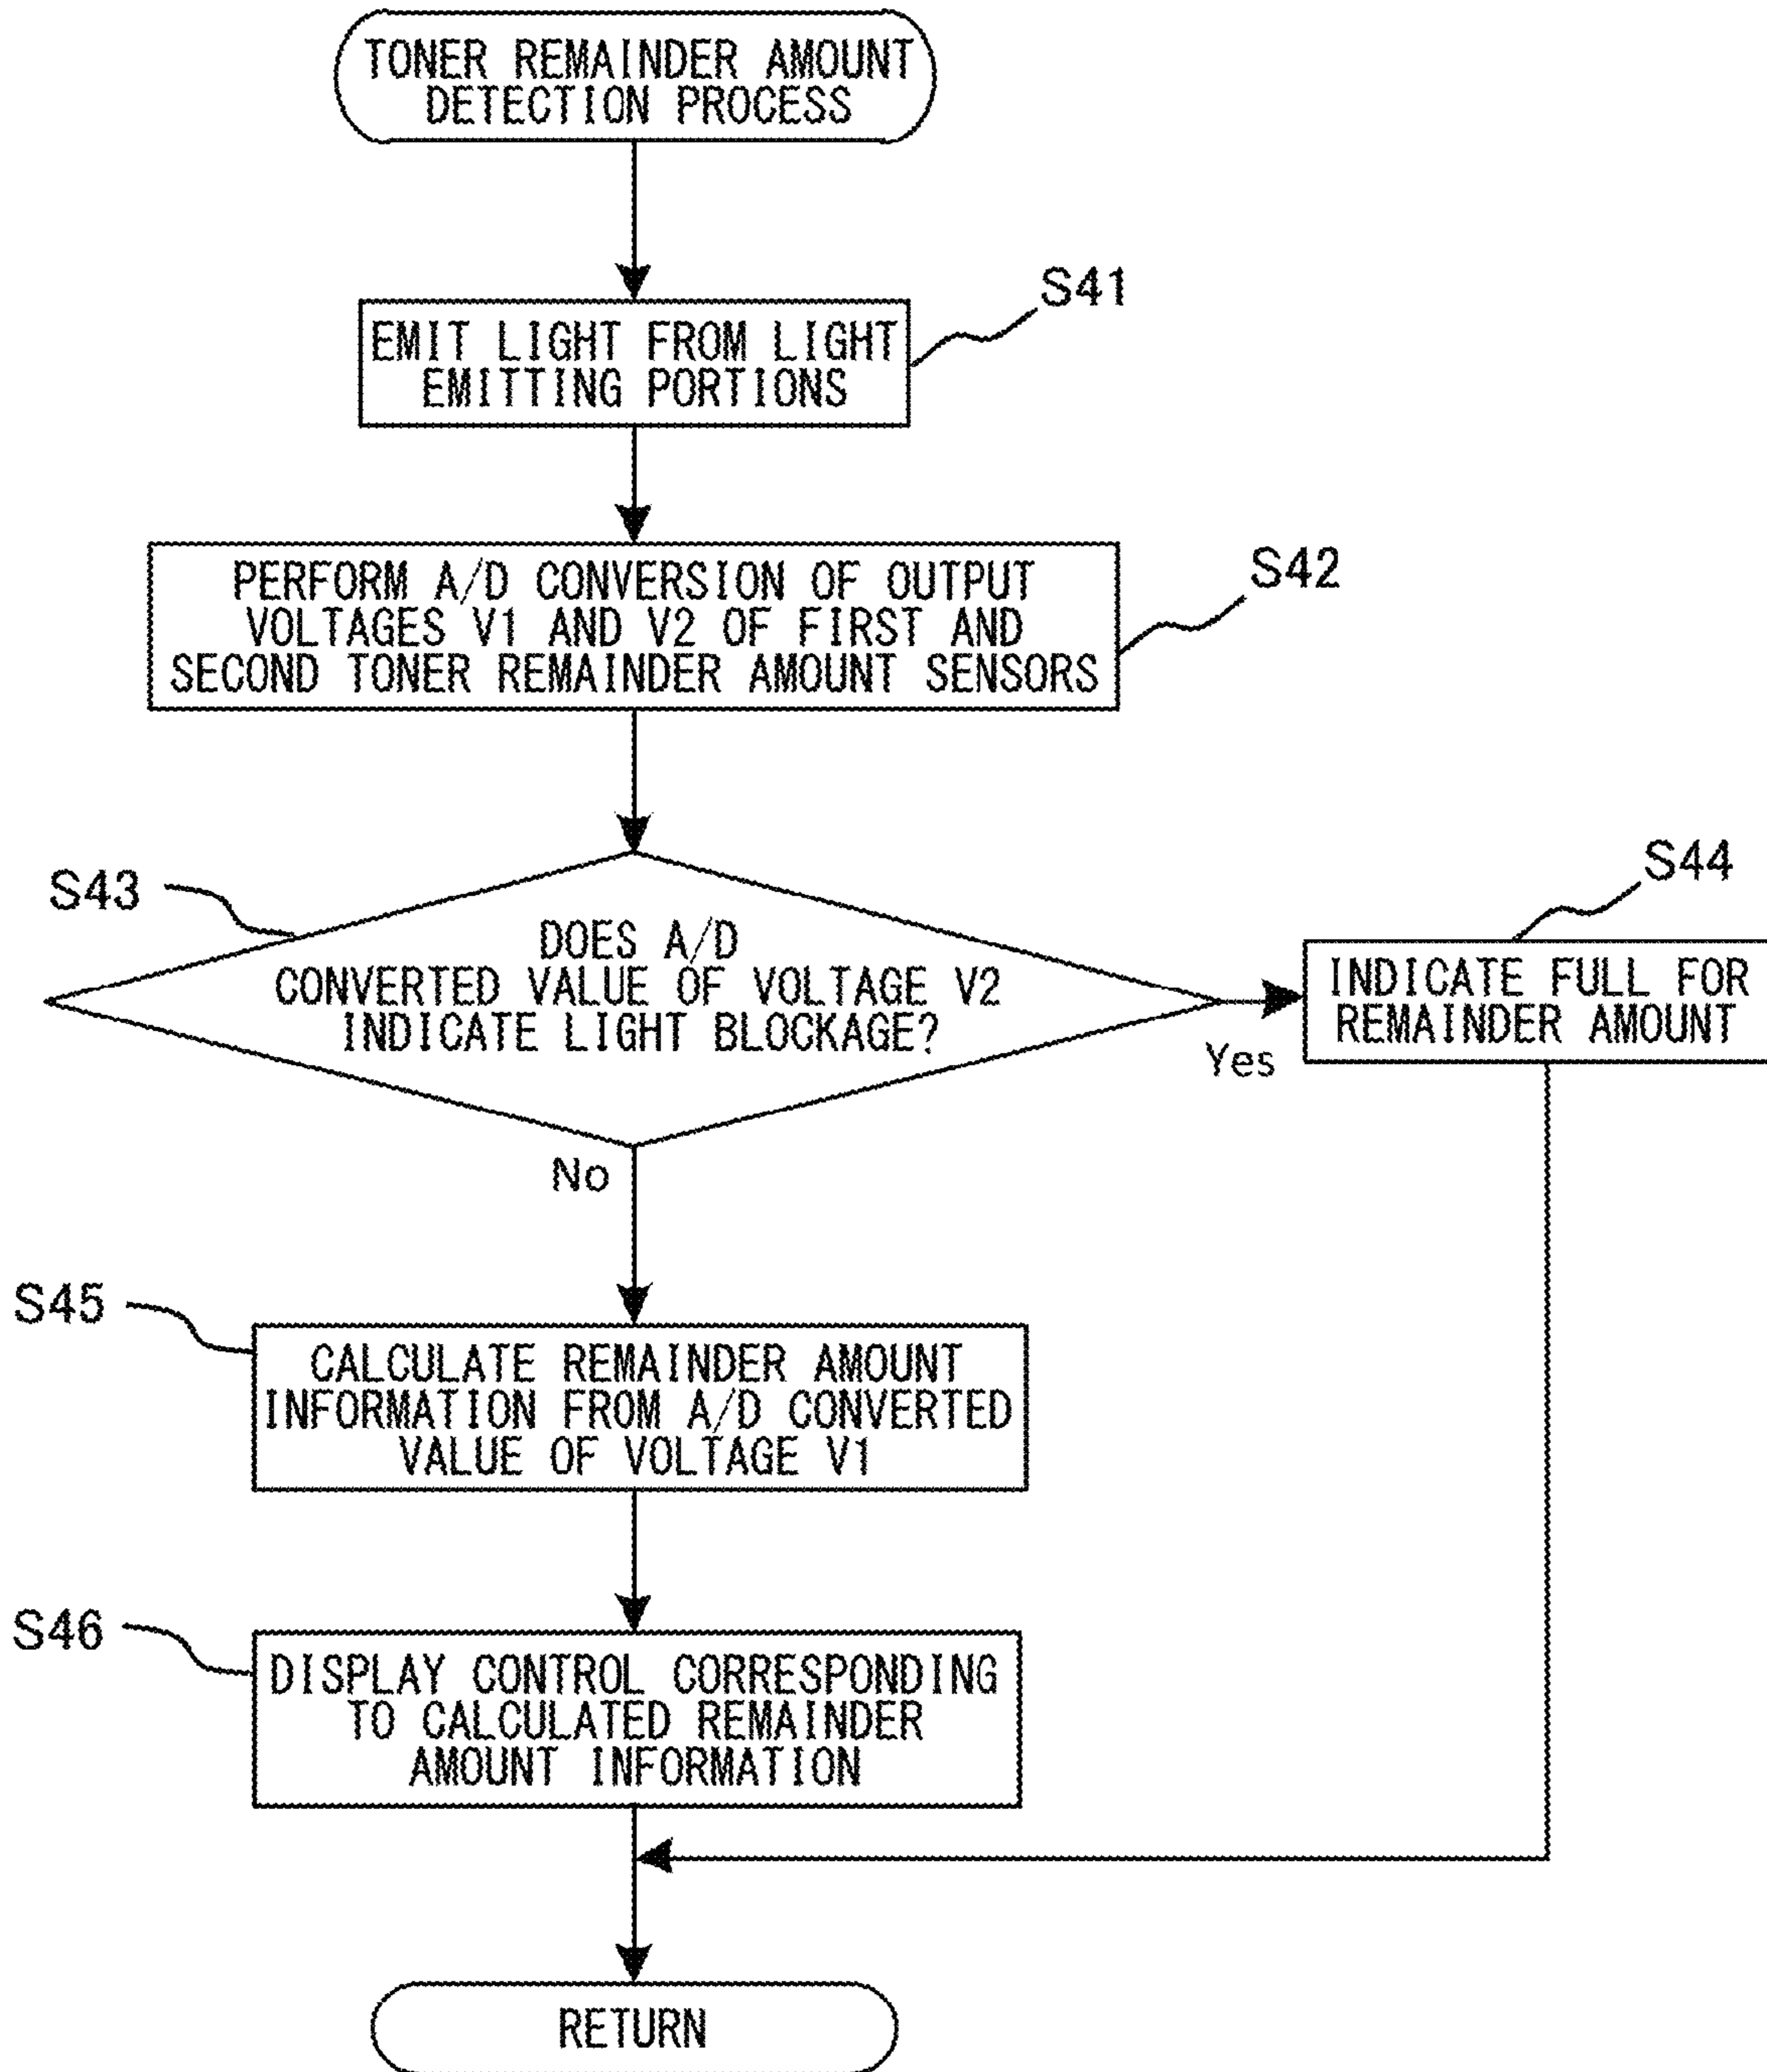 TONER REMAINDER AMOUNT
DETECTION PROCESS
S41
EMIT LIGHT FROM LIGHT
EMITTING PORTIONS
S42
PERFORM A/D CONVERSION OF OUTPUT
VOLTAGES V1 AND V2 OF FIRST AND
SECOND TONER REMAINDER AMOUNT SENSORS
S43
DOES A/D
CONVERTED VALUE OF VOLTAGE V2
INDICATE LIGHT BLOCKAGE?
Yes
S44
INDICATE FULL FOR
REMAINDER AMOUNT
No
S45
CALCULATE REMAINDER AMOUNT
INFORMATION FROM A/D CONVERTED
VALUE OF VOLTAGE V1
S46
DISPLAY CONTROL CORRESPONDING
TO CALCULATED REMAINDER
AMOUNT INFORMATION
RETURN